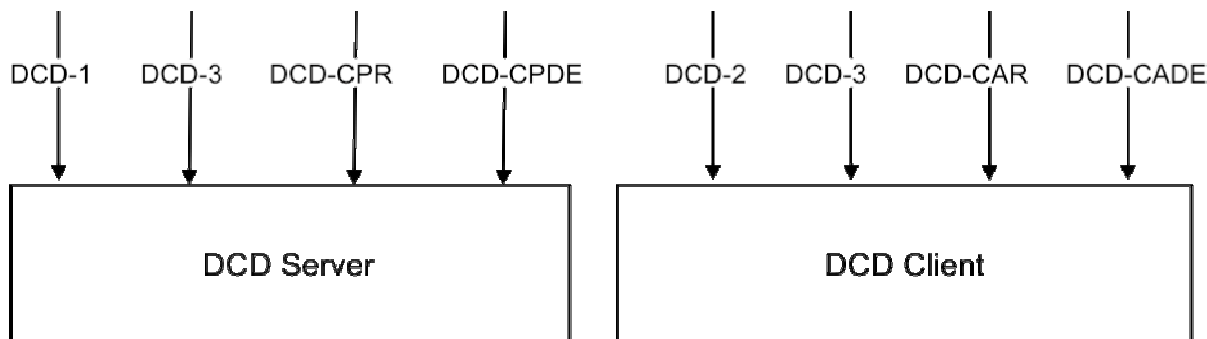 DCD-1 DCD-3 DCD-CPR DCD-CPDE DCD-2 DCD-3 DCD-CAR DCD-CADE
DCD Server DCD Client